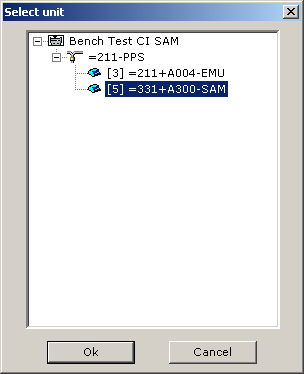 Select unit
Bench Test CI SAM
=211-PPS
[3] =211+A004-EMU
[5] =331+A300-SAM
Ok
Cancel